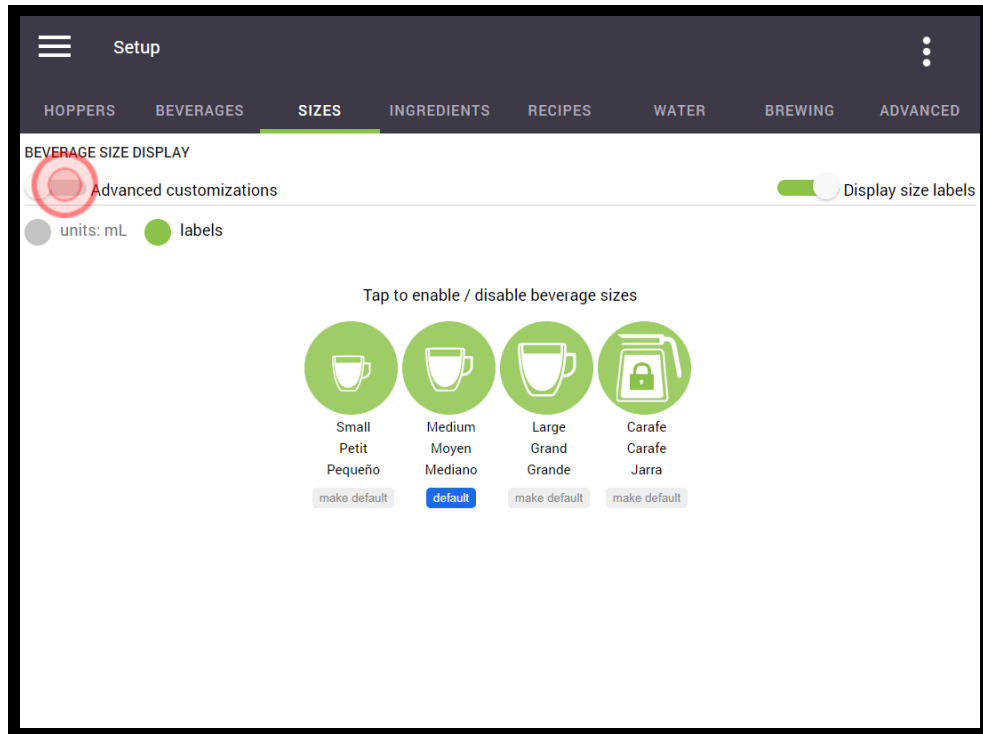 Setup
HOPPERS BEVERAGES SIZES INGREDIENTS RECIPES WATER BREWING ADVANCED
BEVERAGE SIZE DISPLAY
Advanced customizations Display size labels
units: mL labels
Tap to enable / disable beverage sizes
Small Medium Large Carafe
Petit Moyen Grand Carafe
Pequeño Mediano Grande Jarra
make default default make default make default